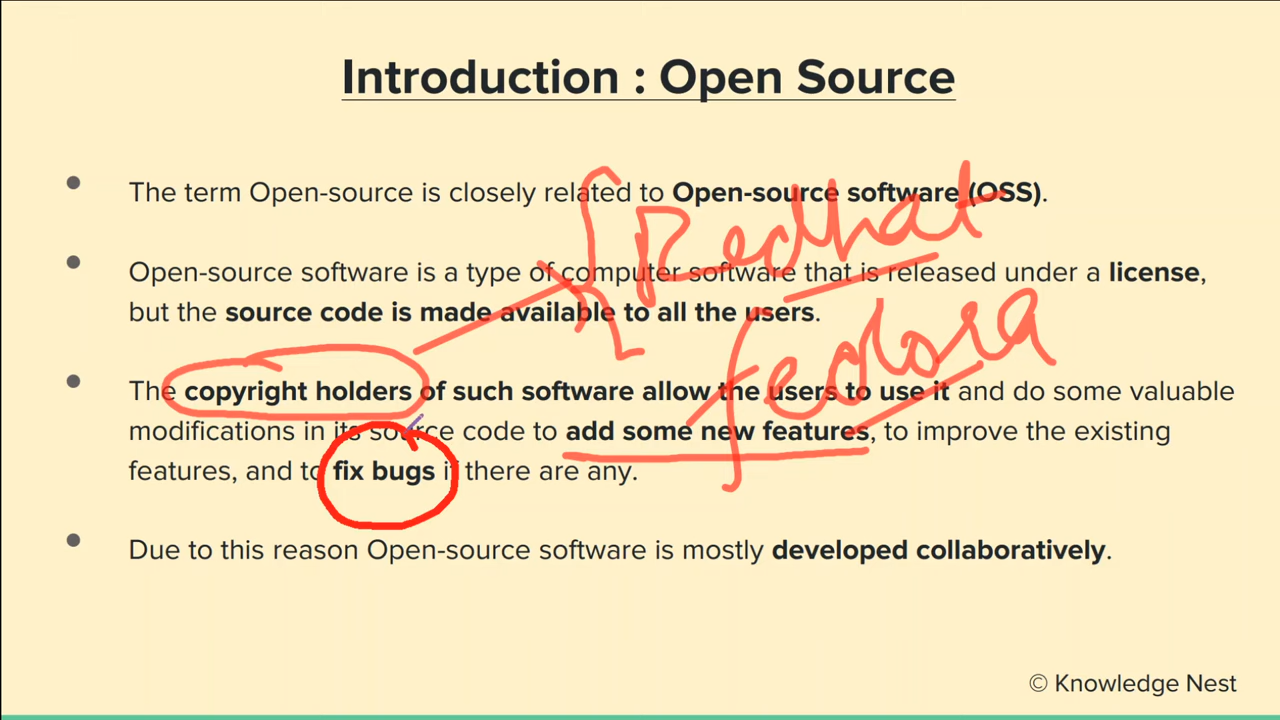 Introduction : Open Source
The term Open-source is closely related to Open-source software (OSS).
Redhat
Open-source software is a type of computer software that is released under a license,
but the source code is made available to all the users.
fedora
The copyright holders of such software allow the users to use it and do some valuable
modifications in its source code to add some new features, to improve the existing
features, and to fix bugs if there are any.
Due to this reason Open-source software is mostly developed collaboratively.
© Knowledge Nest